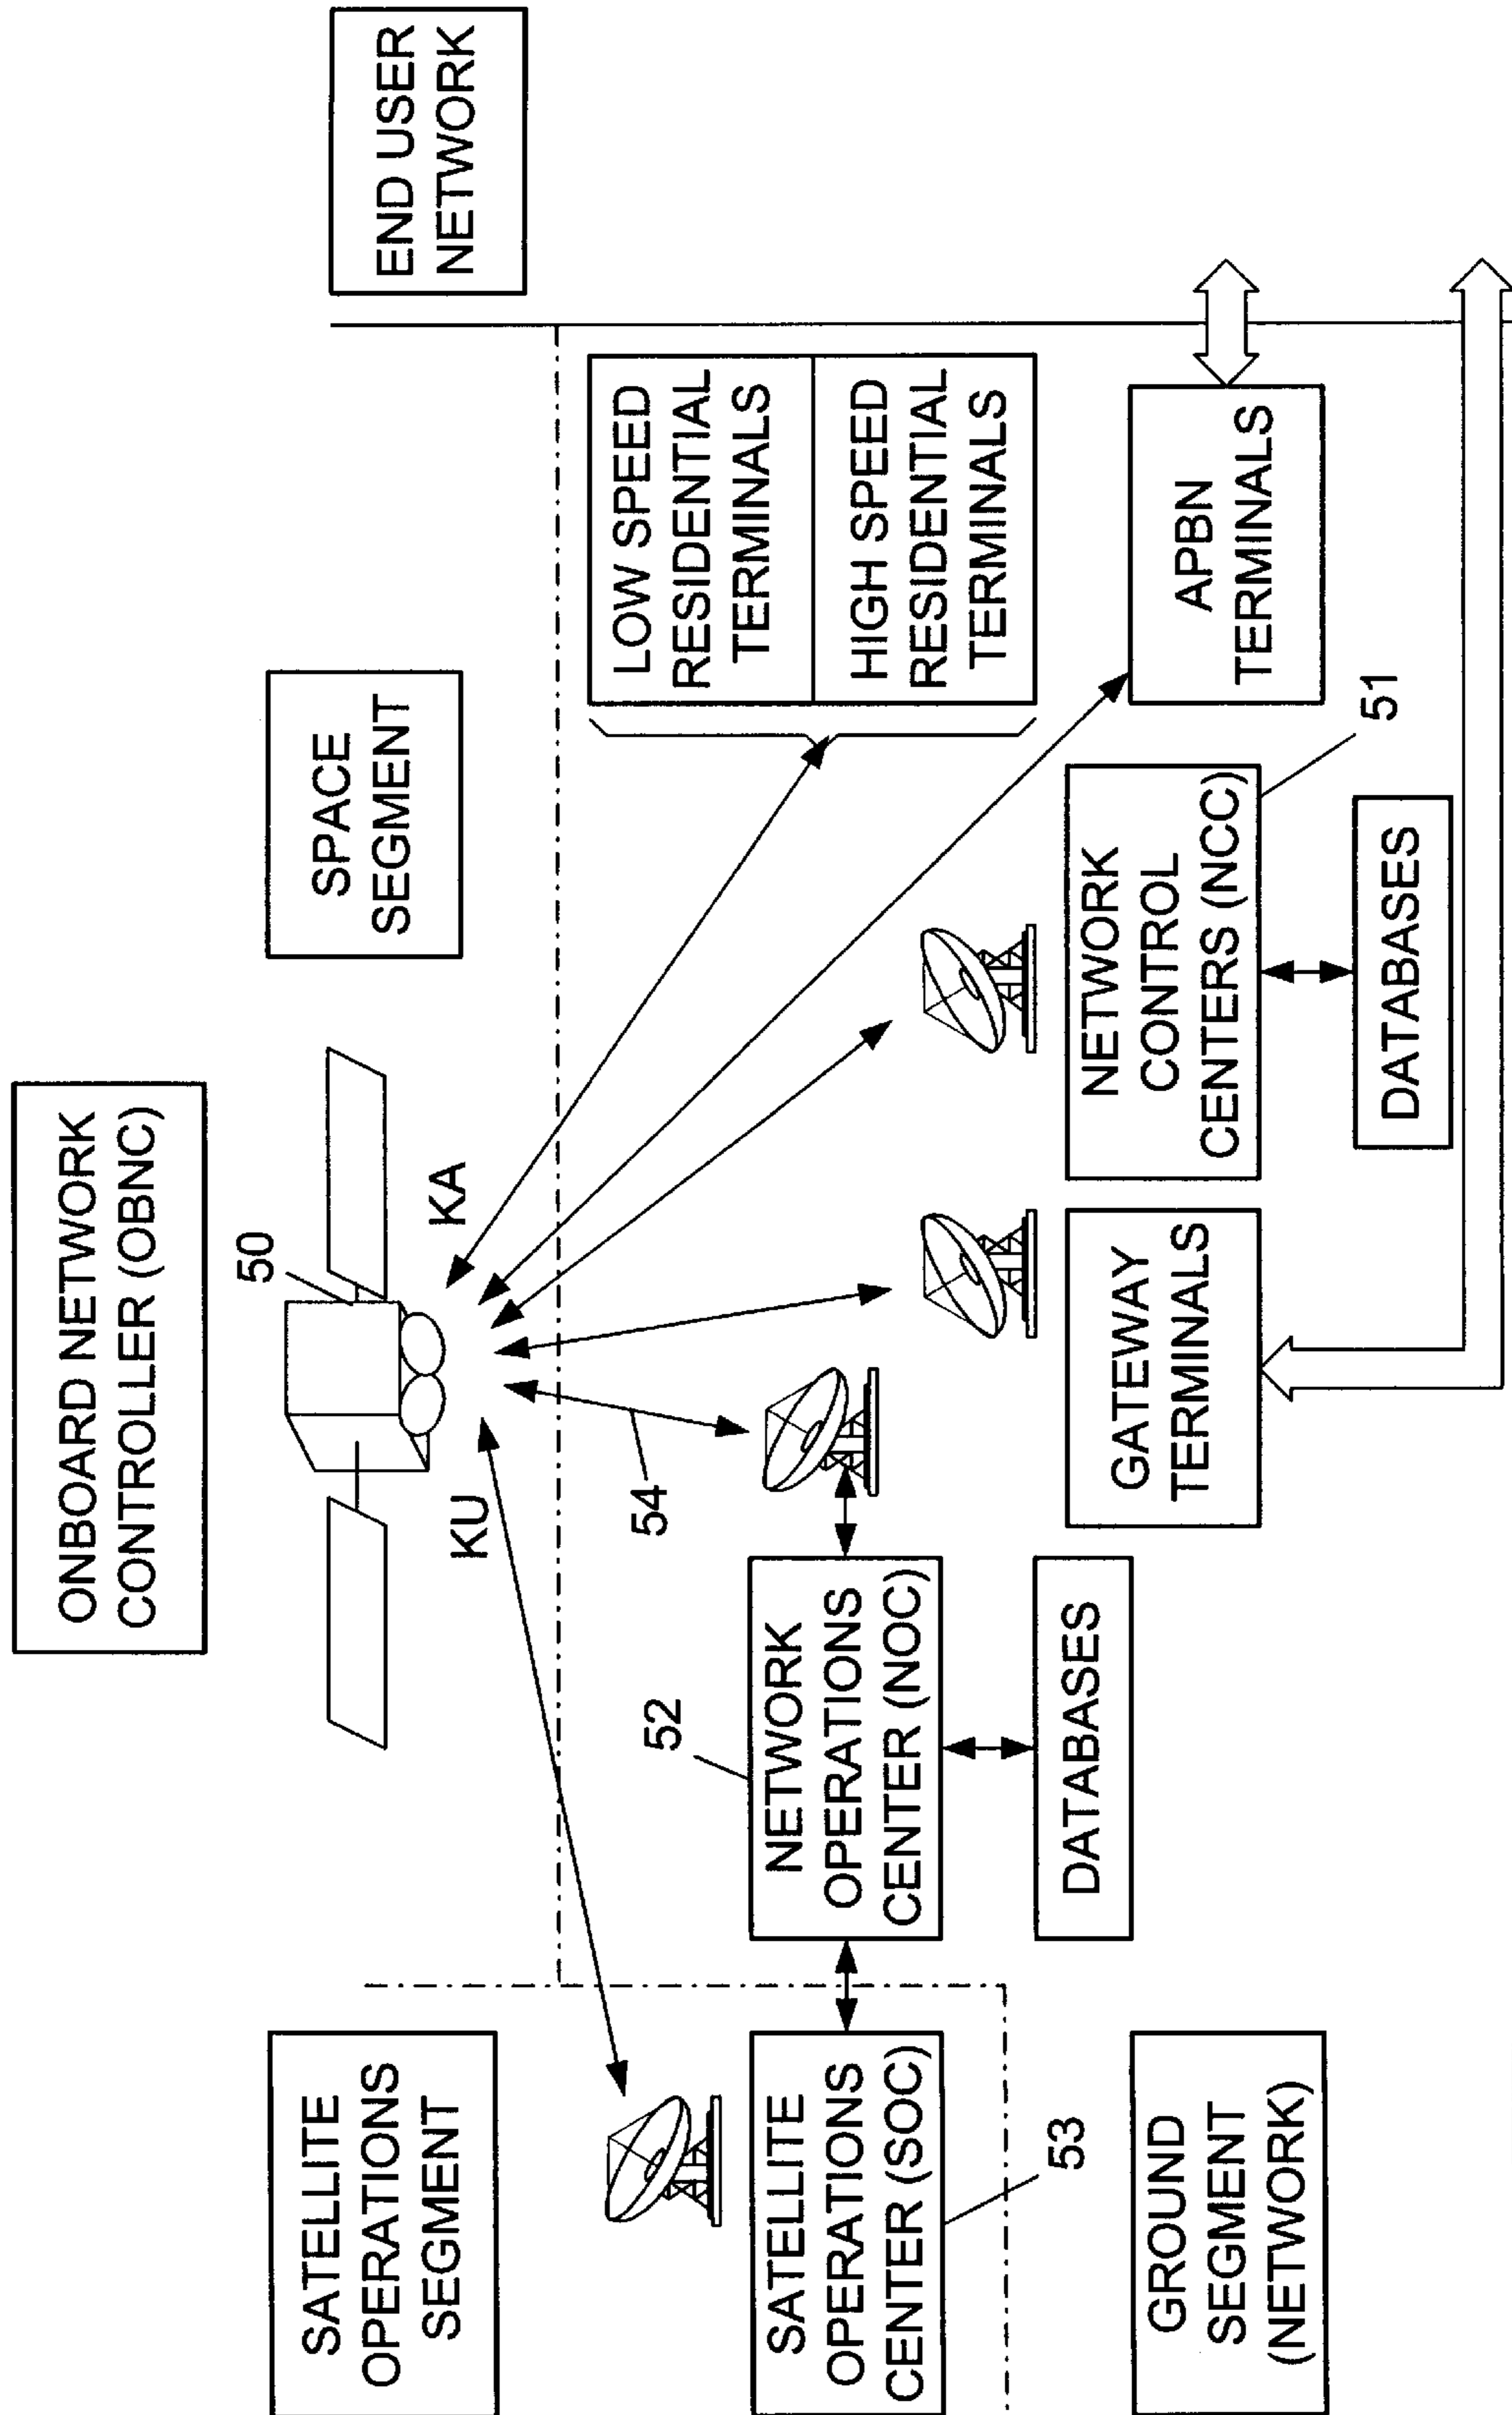 ONBOARD NETWORK
CONTROLLER (OBNC)
SATELLITE
OPERATIONS
SEGMENT
50
SPACE
SEGMENT
END USER
NETWORK
KU
KA
54
LOW SPEED
RESIDENTIAL
TERMINALS
HIGH SPEED
RESIDENTIAL
TERMINALS
52
SATELLITE
OPERATIONS
CENTER (SOC)
NETWORK
OPERATIONS
CENTER (NOC)
53
DATABASES
GATEWAY
TERMINALS
NETWORK
CONTROL
CENTERS (NCC)
APBN
TERMINALS
51
GROUND
SEGMENT
(NETWORK)
DATABASES